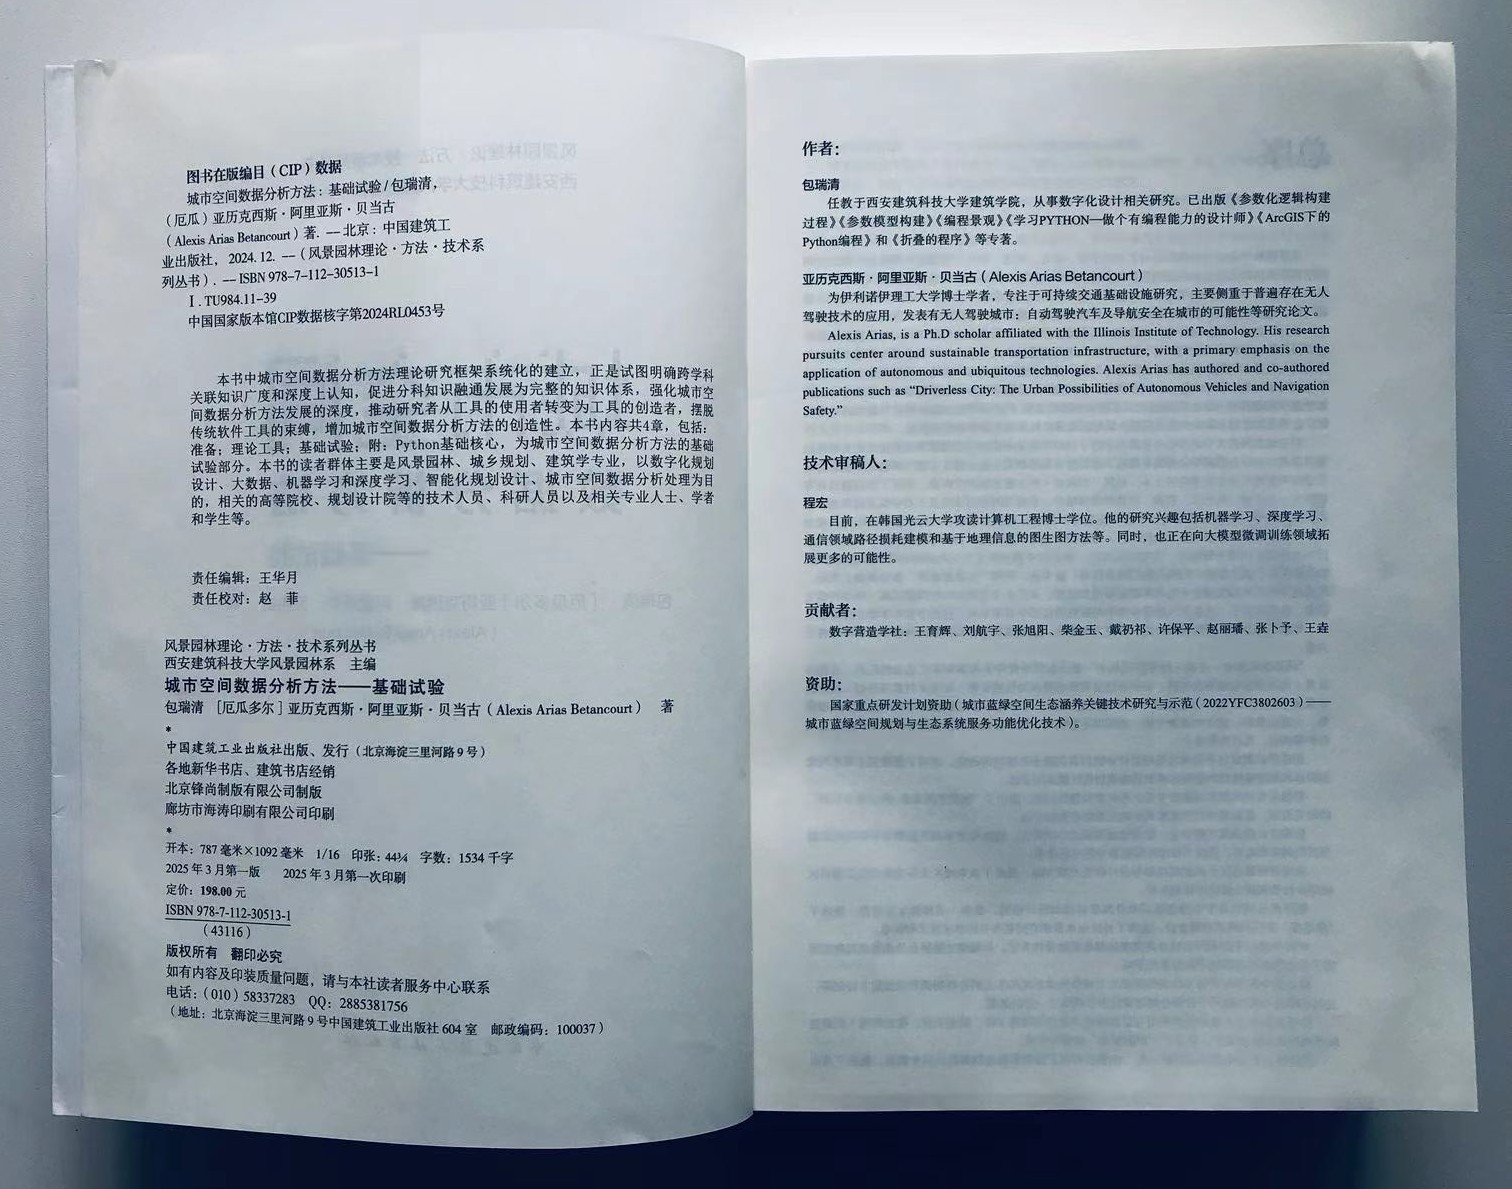 图书在版编目（CIP）数据
城市空间数据分析方法：基础试验 / 包瑞清，
（厄瓜）亚历克西斯·阿里亚斯·贝当古
（Alexis Arias Betancourt）著. — 北京：中国建筑工
业出版社，2024.12. —（风景园林理论·方法·技术系
列丛书）. — ISBN 978-7-112-30513-1
Ⅰ. TU984.11-39
中国国家版本馆CIP数据核字第2024RL0453号
本书中城市空间数据分析方法理论研究框架系统化的建立，正是试图明确跨学科
关联知识广度和深度上认知，促进分科知识融通发展为完整的知识体系，强化城市空
间数据分析方法发展的深度，推动研究者从工具的使用者转变为工具的创造者，摆脱
传统软件工具的束缚，增加城市空间数据分析方法的创造性。本书内容共4章，包括：
准备；理论工具；基础试验；附：Python基础核心，为城市空间数据分析方法的基础
试验部分。本书的读者群体主要是风景园林、城乡规划、建筑学专业，以数字化规划
设计、大数据、机器学习和深度学习、智能化规划设计、城市空间数据分析处理为目
的，相关的高等院校、规划设计院等的技术人员、科研人员以及相关专业人士、学者
和学生等。
责任编辑：王华月
责任校对：赵　菲
风景园林理论·方法·技术系列丛书
西安建筑科技大学风景园林系　主编
城市空间数据分析方法——基础试验
包瑞清　［厄瓜多尔］亚历克西斯·阿里亚斯·贝当古（Alexis Arias Betancourt）　著
*
中国建筑工业出版社出版、发行（北京海淀三里河路9号）
各地新华书店、建筑书店经销
北京锋尚制版有限公司制版
廊坊市海涛印刷有限公司印刷
*
开本：787毫米×1092毫米　1/16　印张：44¾　字数：1534千字
2025年3月第一版　　2025年3月第一次印刷
定价：198.00元
ISBN 978-7-112-30513-1
（43116）
版权所有　翻印必究
如有内容及印装质量问题，请与本社读者服务中心联系
电话：（010）58337283　QQ：2885381756
（地址：北京海淀三里河路9号中国建筑工业出版社604室　邮政编码：100037）
作者：
包瑞清
任教于西安建筑科技大学建筑学院，从事数字化设计相关研究。已出版《参数化逻辑构建
过程》《参数模型构建》《编程景观》《学习PYTHON—做个有编程能力的设计师》《ArcGIS下的
Python编程》和《折叠的程序》等专著。
亚历克西斯·阿里亚斯·贝当古（Alexis Arias Betancourt）
为伊利诺伊理工大学博士学者，专注于可持续交通基础设施研究，主要侧重于普遍存在无人
驾驶技术的应用，发表有无人驾驶城市：自动驾驶汽车及导航安全在城市的可能性等研究论文。
Alexis Arias, is a Ph.D scholar affiliated with the Illinois Institute of Technology. His research
pursuits center around sustainable transportation infrastructure, with a primary emphasis on the
application of autonomous and ubiquitous technologies. Alexis Arias has authored and co-authored
publications such as “Driverless City: The Urban Possibilities of Autonomous Vehicles and Navigation
Safety.”
技术审稿人：
程宏
目前，在韩国光云大学攻读计算机工程博士学位。他的研究兴趣包括机器学习、深度学习、
通信领域路径损耗建模和基于地理信息的图生图方法等。同时，也正在向大模型微调训练领域拓
展更多的可能性。
贡献者：
数字营造学社：王育辉、刘航宇、张旭阳、柴金玉、戴礽祁、许保平、赵丽璠、张卜予、王垚
资助：
国家重点研发计划资助（城市蓝绿空间生态涵养关键技术研究与示范（2022YFC3802603）——
城市蓝绿空间规划与生态系统服务功能优化技术）。